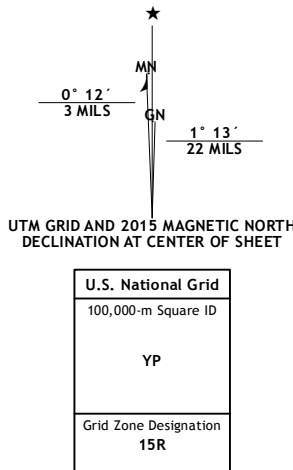 ★
MN
0° 12´
3 MILS
GN
1° 13´
22 MILS
UTM GRID AND 2015 MAGNETIC NORTH
DECLINATION AT CENTER OF SHEET
U.S. National Grid
100,000-m Square ID
YP
Grid Zone Designation
15R